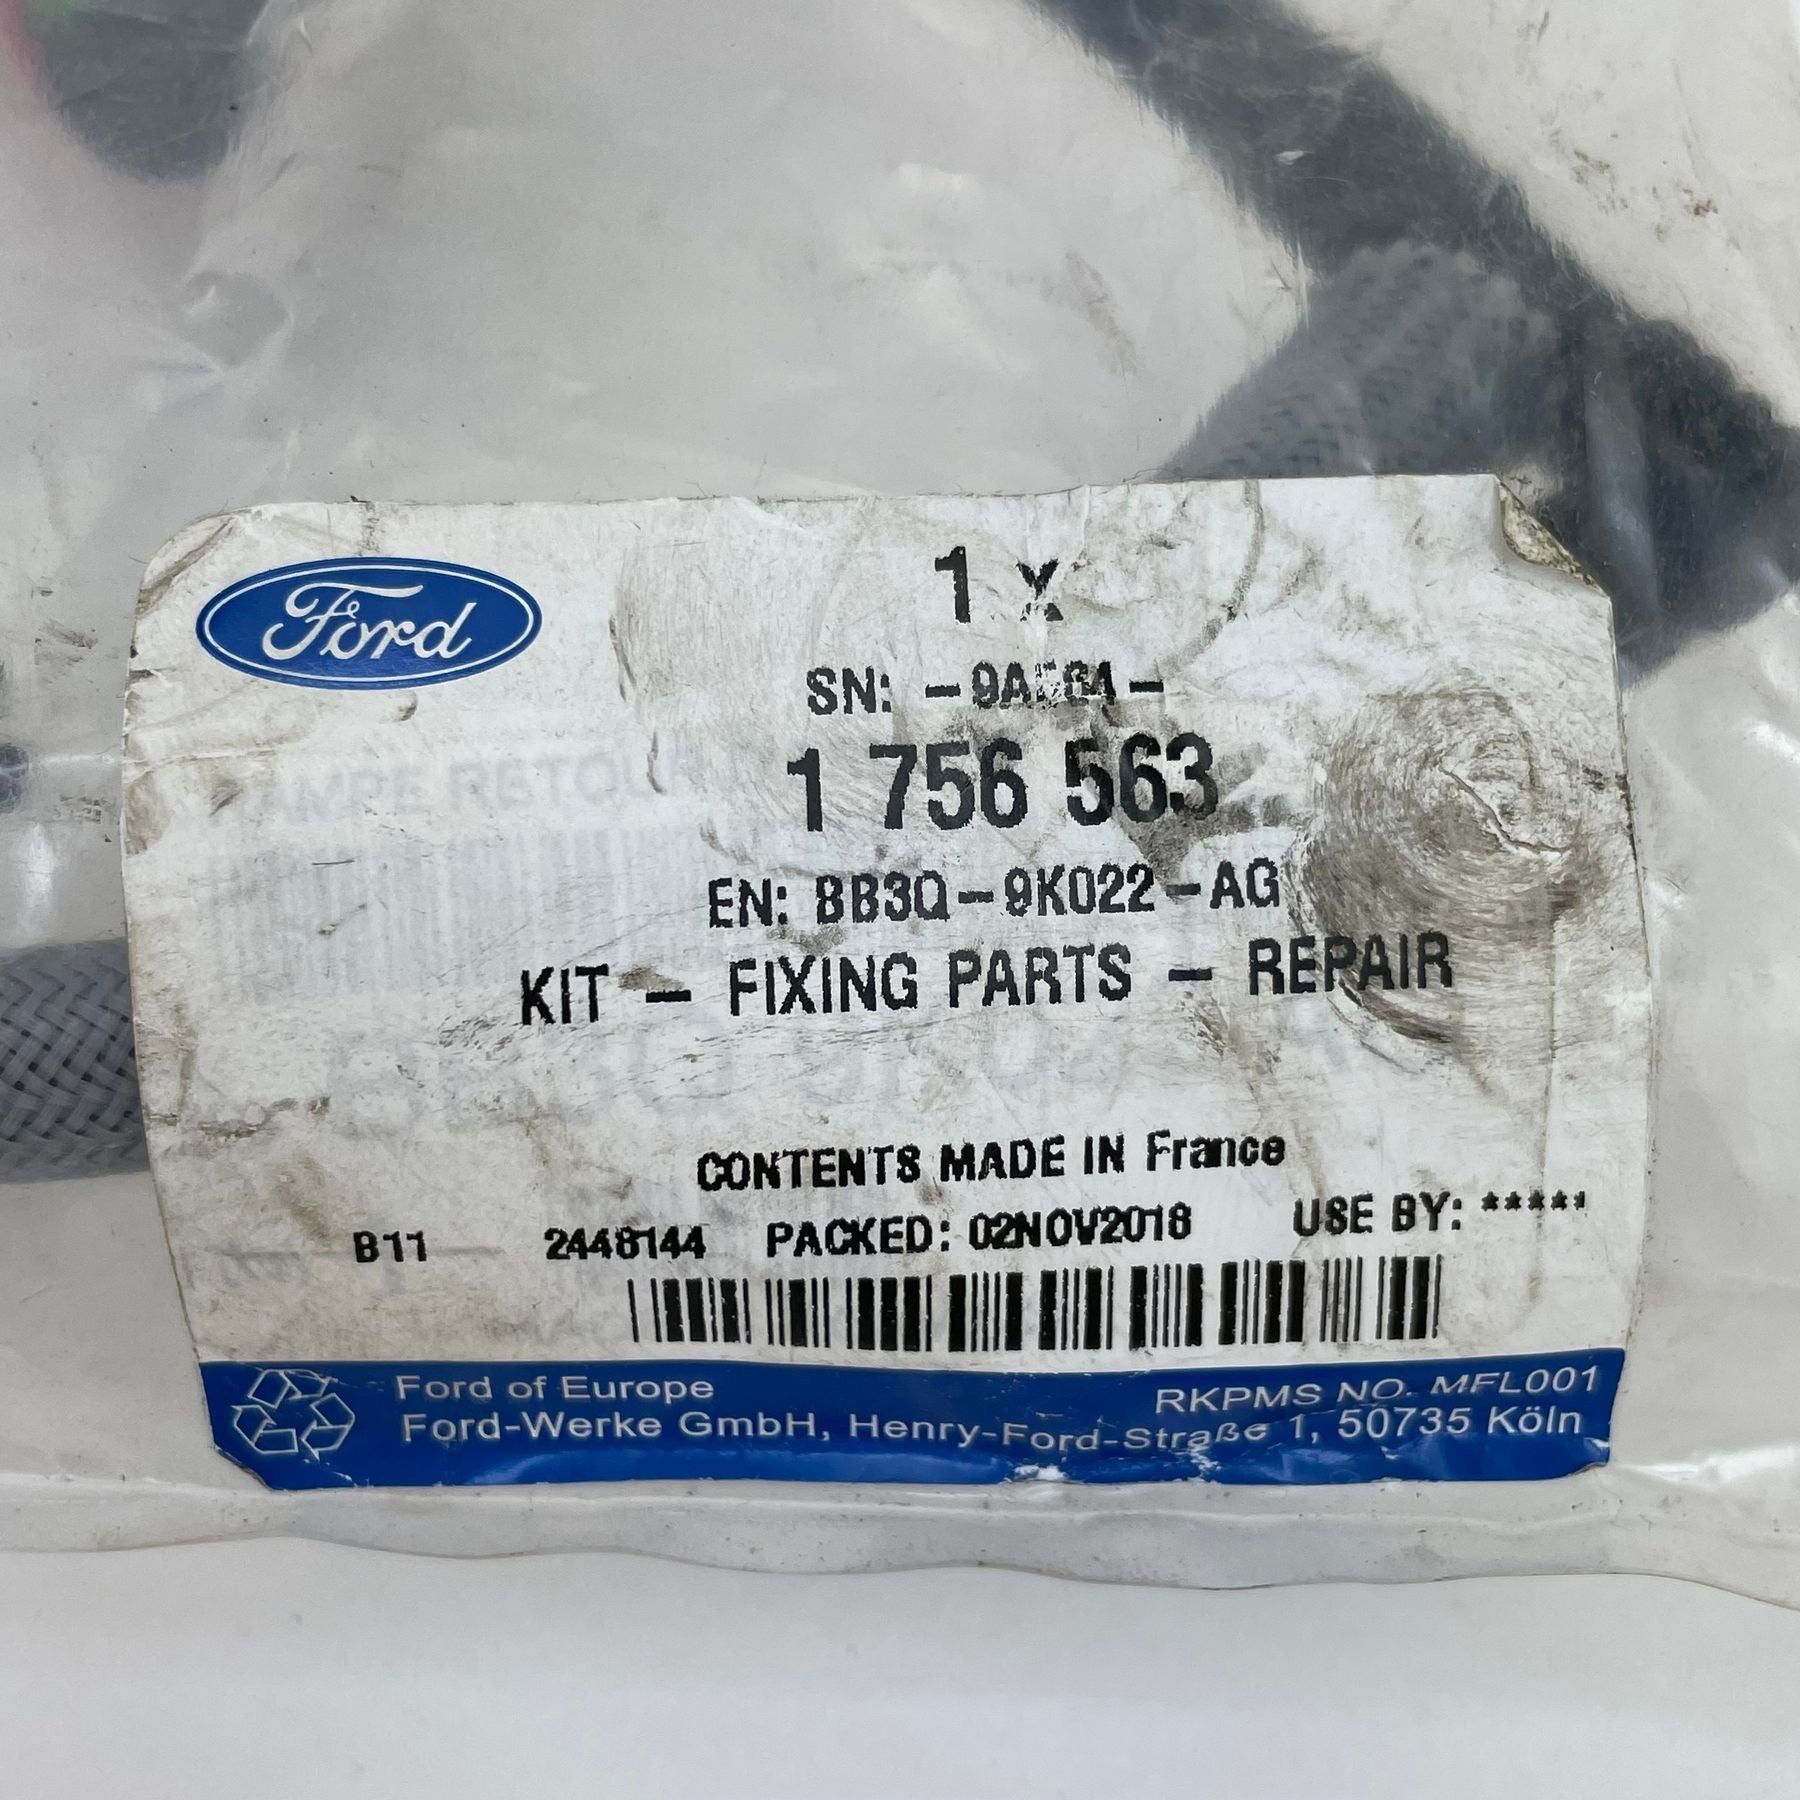 Ford
1 x
SN:
1 756 563
EN: BB3Q-9K022-AG
KIT - FIXING PARTS - REPAIR
CONTENTS MADE IN France
B11 2448144 PACKED: 02NOV2018 USE BY: *****
Ford of Europe RKPMS NO. MFL001
Ford-Werke GmbH, Henry-Ford-Straße 1, 50735 Köln